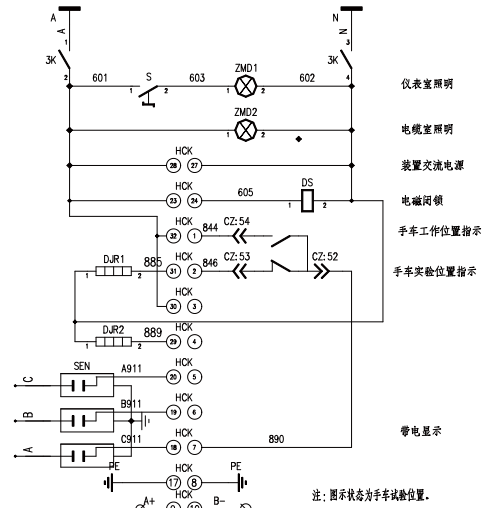 A N
A N
1 3
3K 3K
2 4
601 S 603 ZMD1 602 仪表室照明
1 2 1 2
ZMD2 电缆室照明
1 2
HCK
28 27 装置交流电源
HCK 605 DS
23 24 1 2 电磁闭锁
HCK 844 CZ:54
32 1 手车工作位置指示
DJR1 885 HCK 846 CZ:53 CZ:52
1 2 31 2 手车实验位置指示
HCK
30 3
DJR2 889 HCK
1 2 29 4
SEN A911 HCK
C 20 5
B911 HCK
B 19 6
C911 HCK 890 带电显示
A 18 7
PE HCK PE
17 8
注:图示状态为手车试验位置.
A+ HCK B-